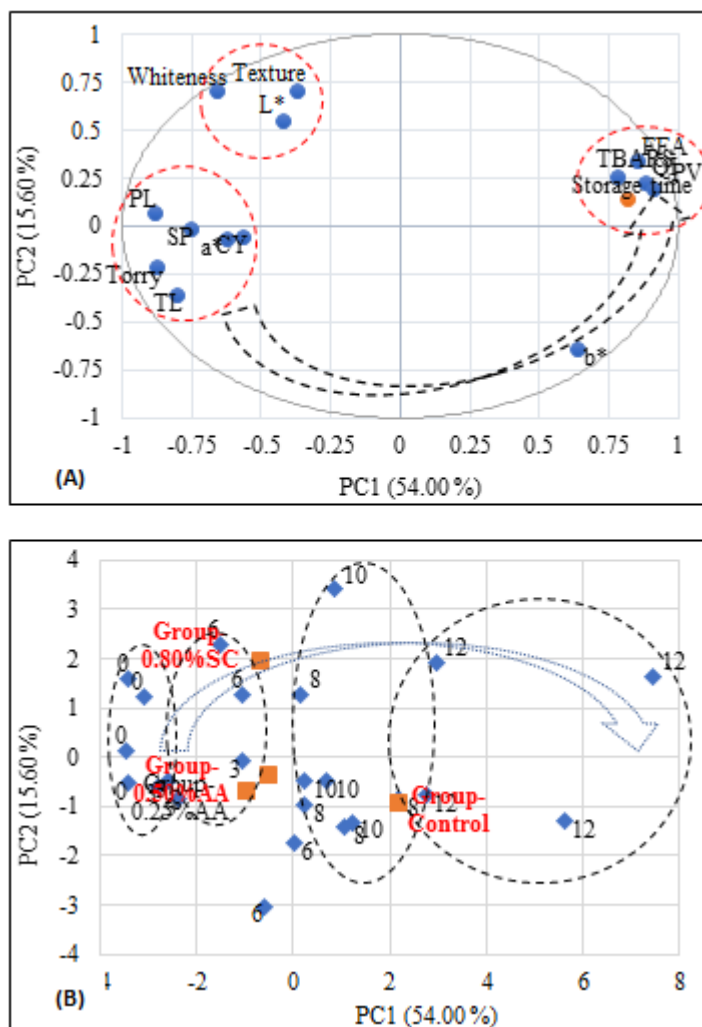 1
0.75
0.5
0.25
0
-0.25
-0.5
-0.75
-1
PC2 (15.60%)
Whiteness
Texture
L*
FFA
TBARS
PV
Storage time
PL
SP
a*
CY
Torry
TL
b*
-1 -0.75 -0.5 -0.25 0 0.25 0.5 0.75 1
PC1 (54.00%)
(A)
4
3
2
1
0
-1
-2
-3
-4
PC2 (15.60%)
10
6
Group-
0.80%SC
12
12
0
0
6
8
0
3
0
Group-
Group-
0.25%AA
10
10
8
8
10
8
12
Group-
Control
12
6
6
4 -2 0 2 4 6 8
PC1 (54.00%)
(B)